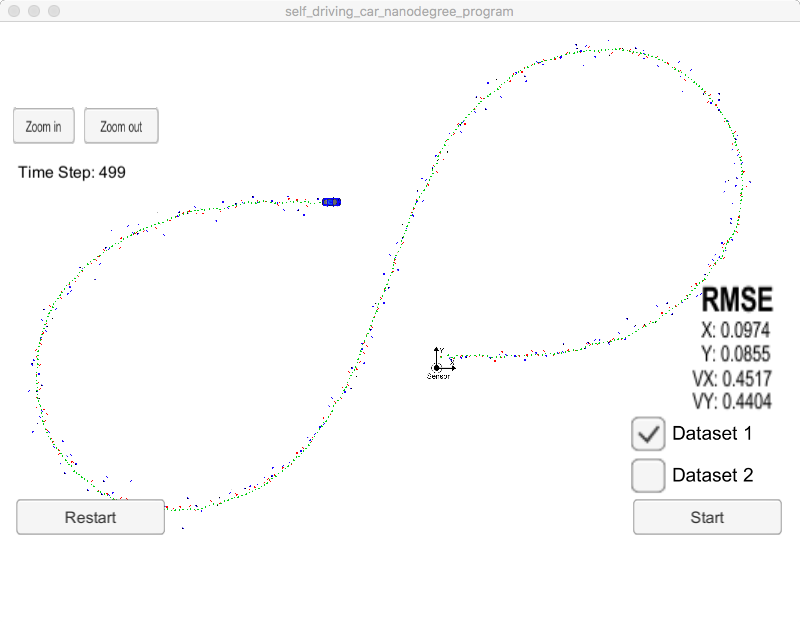 self_driving_car_nanodegree_program
Zoom in
Zoom out
Time Step: 499
Y
X
Sensor
RMSE
X: 0.0974
Y: 0.0855
VX: 0.4517
VY: 0.4404
Dataset 1
Dataset 2
Restart
Start